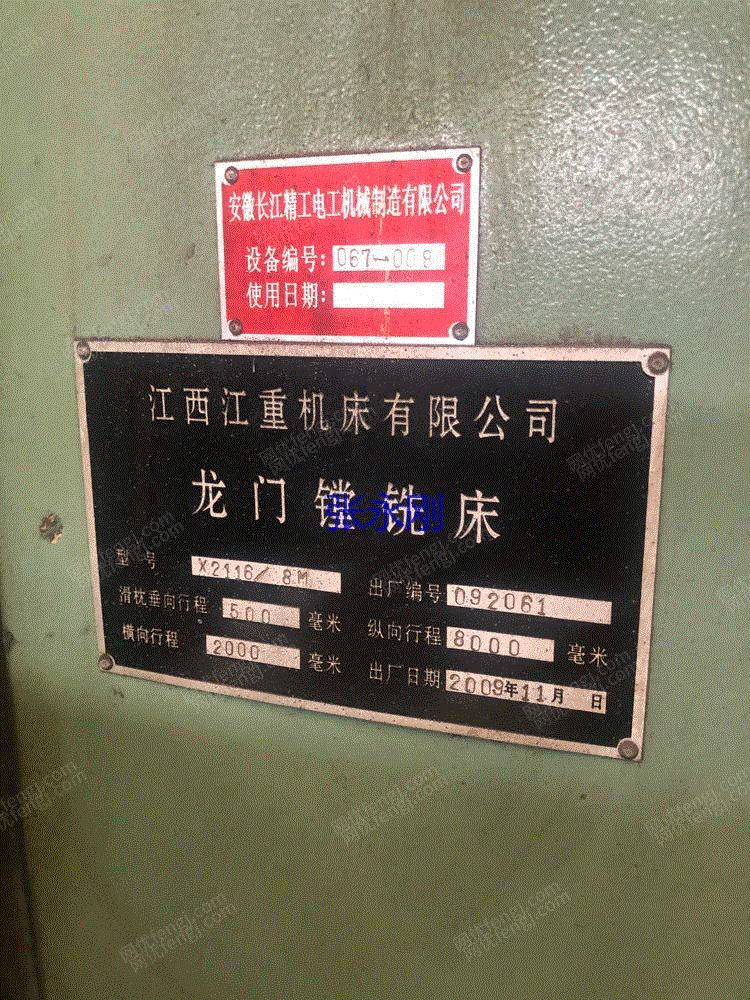 安徽长江精工电工机械制造有限公司
设备编号: 067-008
使用日期:
江西江重机床有限公司
龙门镗铣床
型号 X2116/8M 出厂编号 092061
滑枕垂向行程 500 毫米 纵向行程 8000 毫米
横向行程 2000 毫米 出厂日期 2009年11月 日